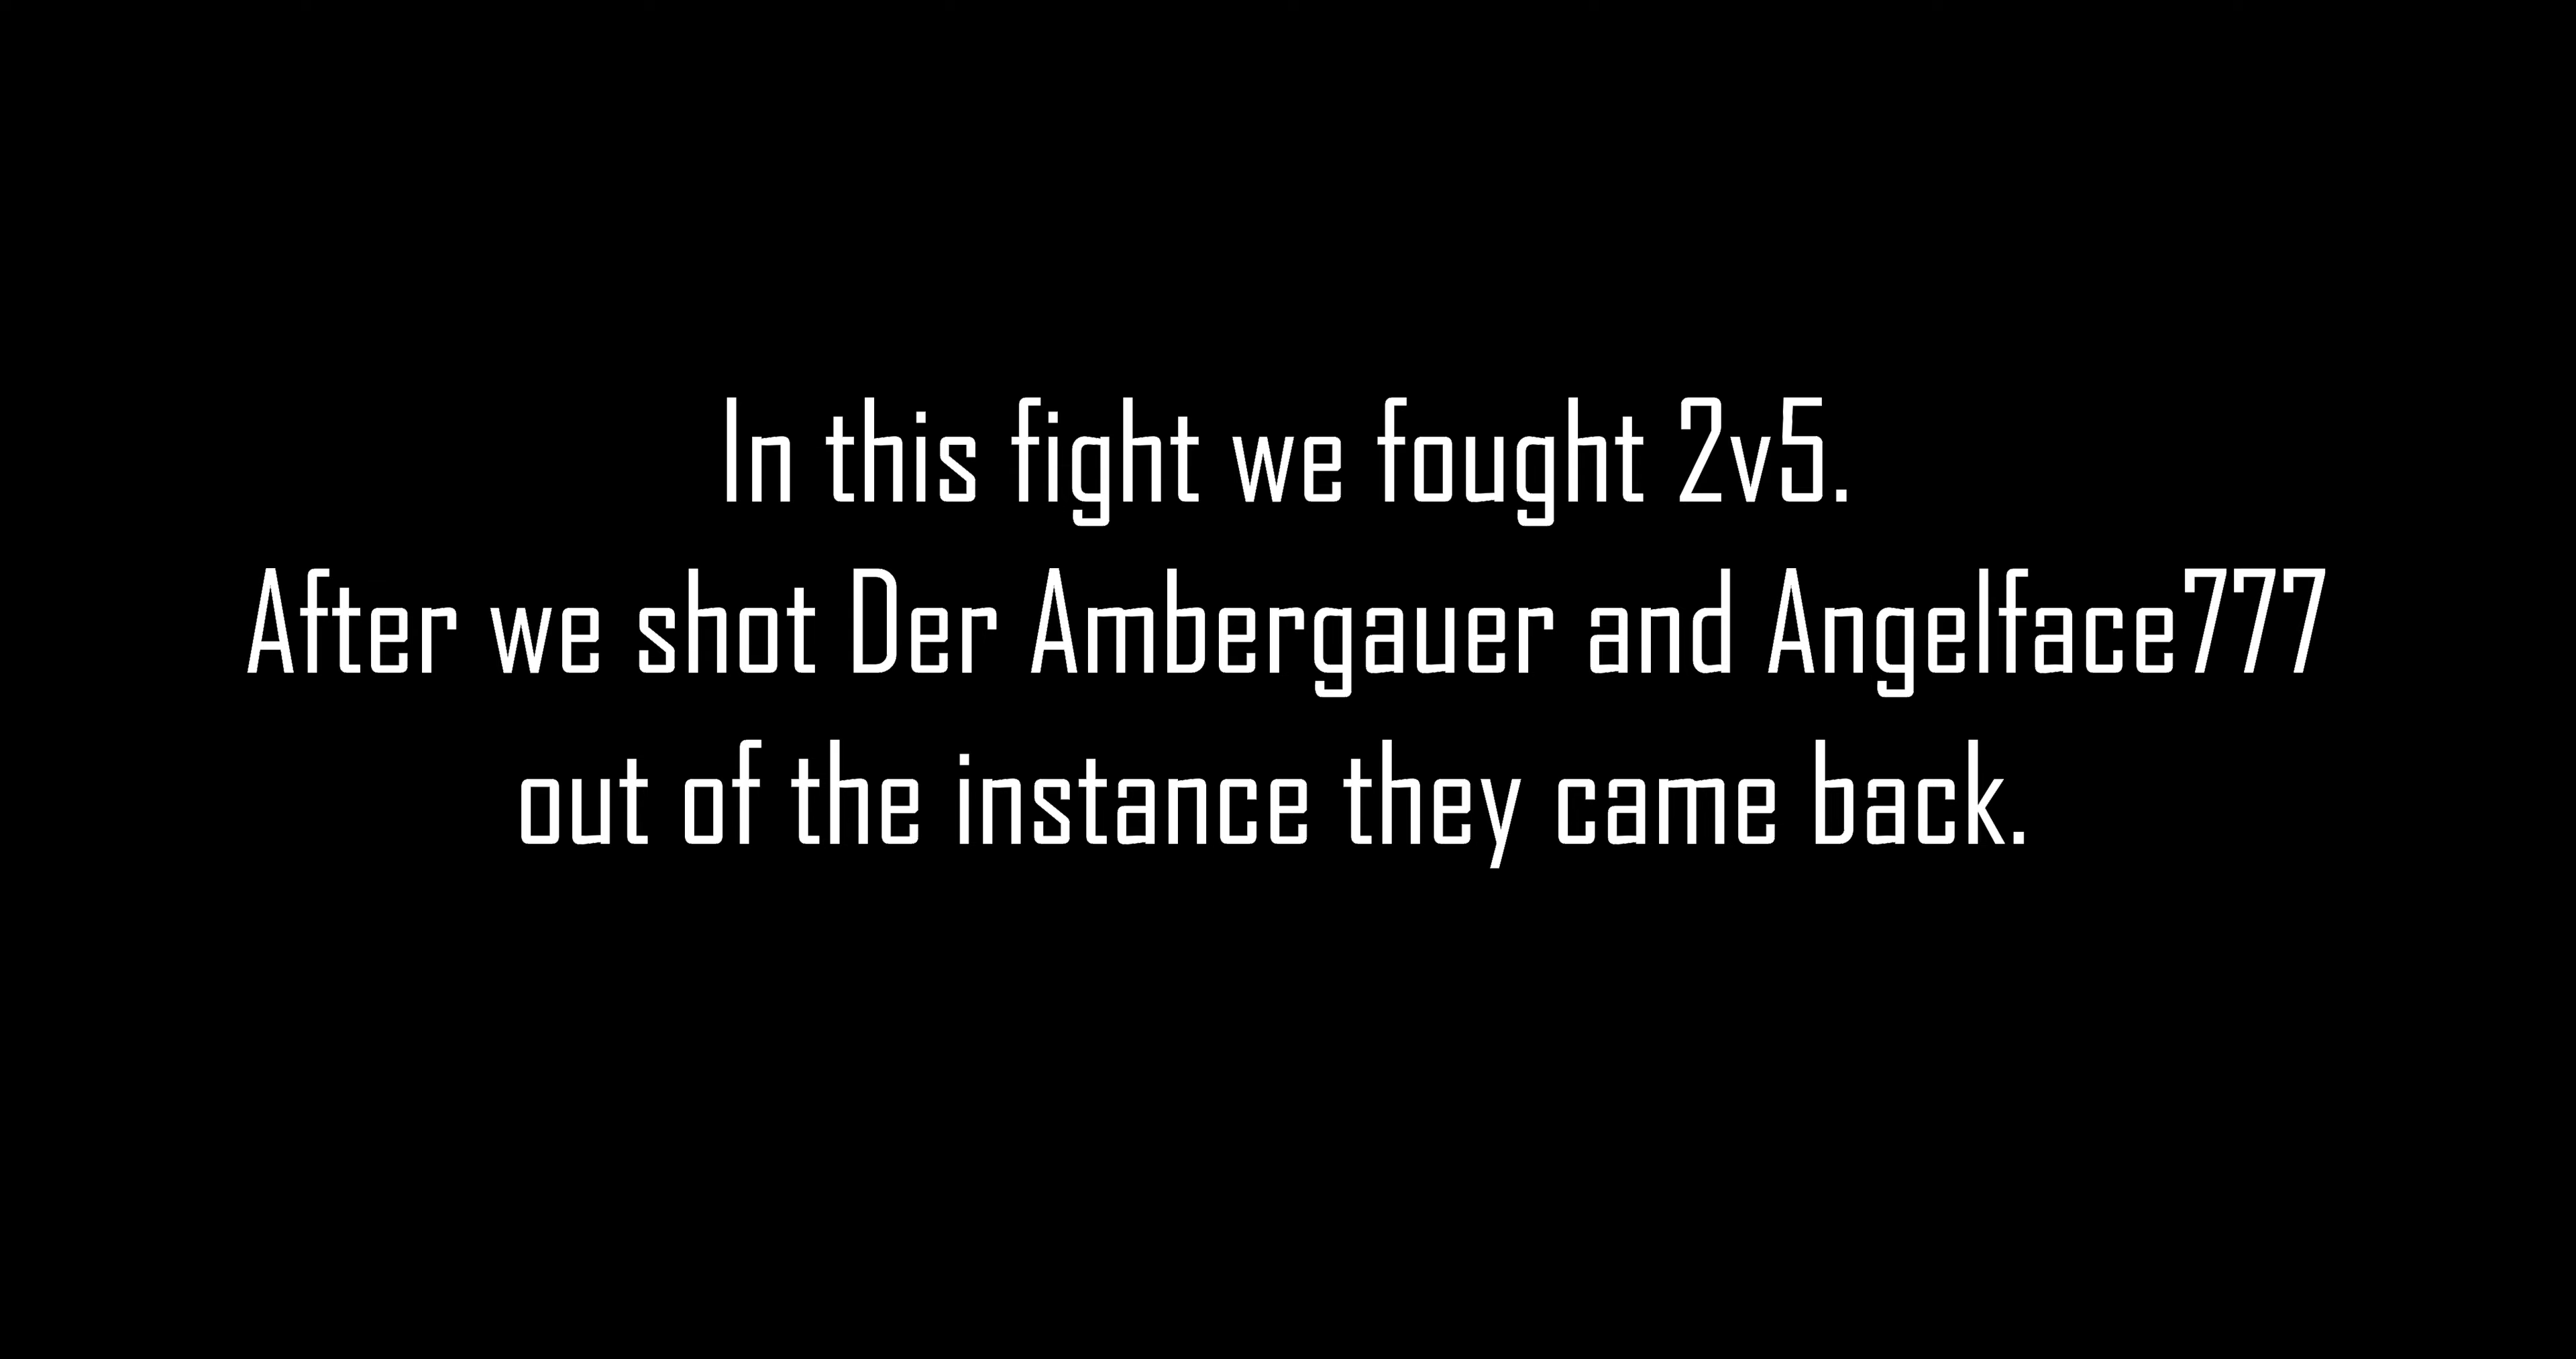 In this fight we fought 2v5.
After we shot Der Ambergauer and Angelface777
out of the instance they came back.